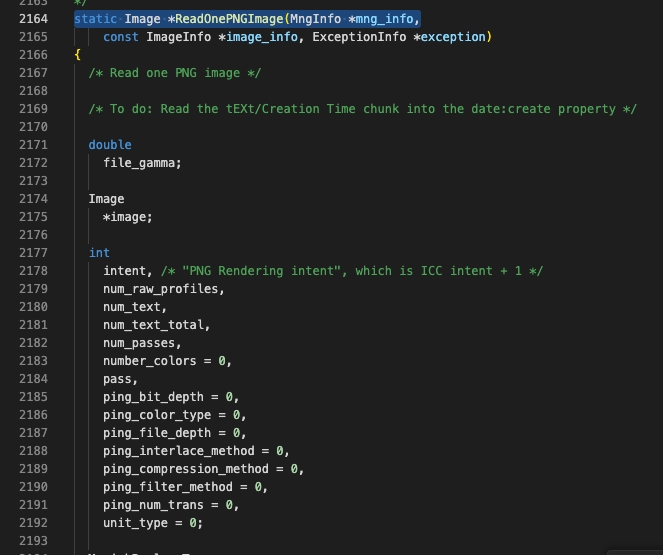 2163 */
2164 static Image *ReadOnePNGImage(MngInfo *mng_info,
2165 const ImageInfo *image_info, ExceptionInfo *exception)
2166 {
2167 /* Read one PNG image */
2168
2169 /* To do: Read the tEXt/Creation Time chunk into the date:create property */
2170
2171 double
2172 file_gamma;
2173
2174 Image
2175 *image;
2176
2177 int
2178 intent, /* "PNG Rendering intent", which is ICC intent + 1 */
2179 num_raw_profiles,
2180 num_text,
2181 num_text_total,
2182 num_passes,
2183 number_colors = 0,
2184 pass,
2185 ping_bit_depth = 0,
2186 ping_color_type = 0,
2187 ping_file_depth = 0,
2188 ping_interlace_method = 0,
2189 ping_compression_method = 0,
2190 ping_filter_method = 0,
2191 ping_num_trans = 0,
2192 unit_type = 0;
2193